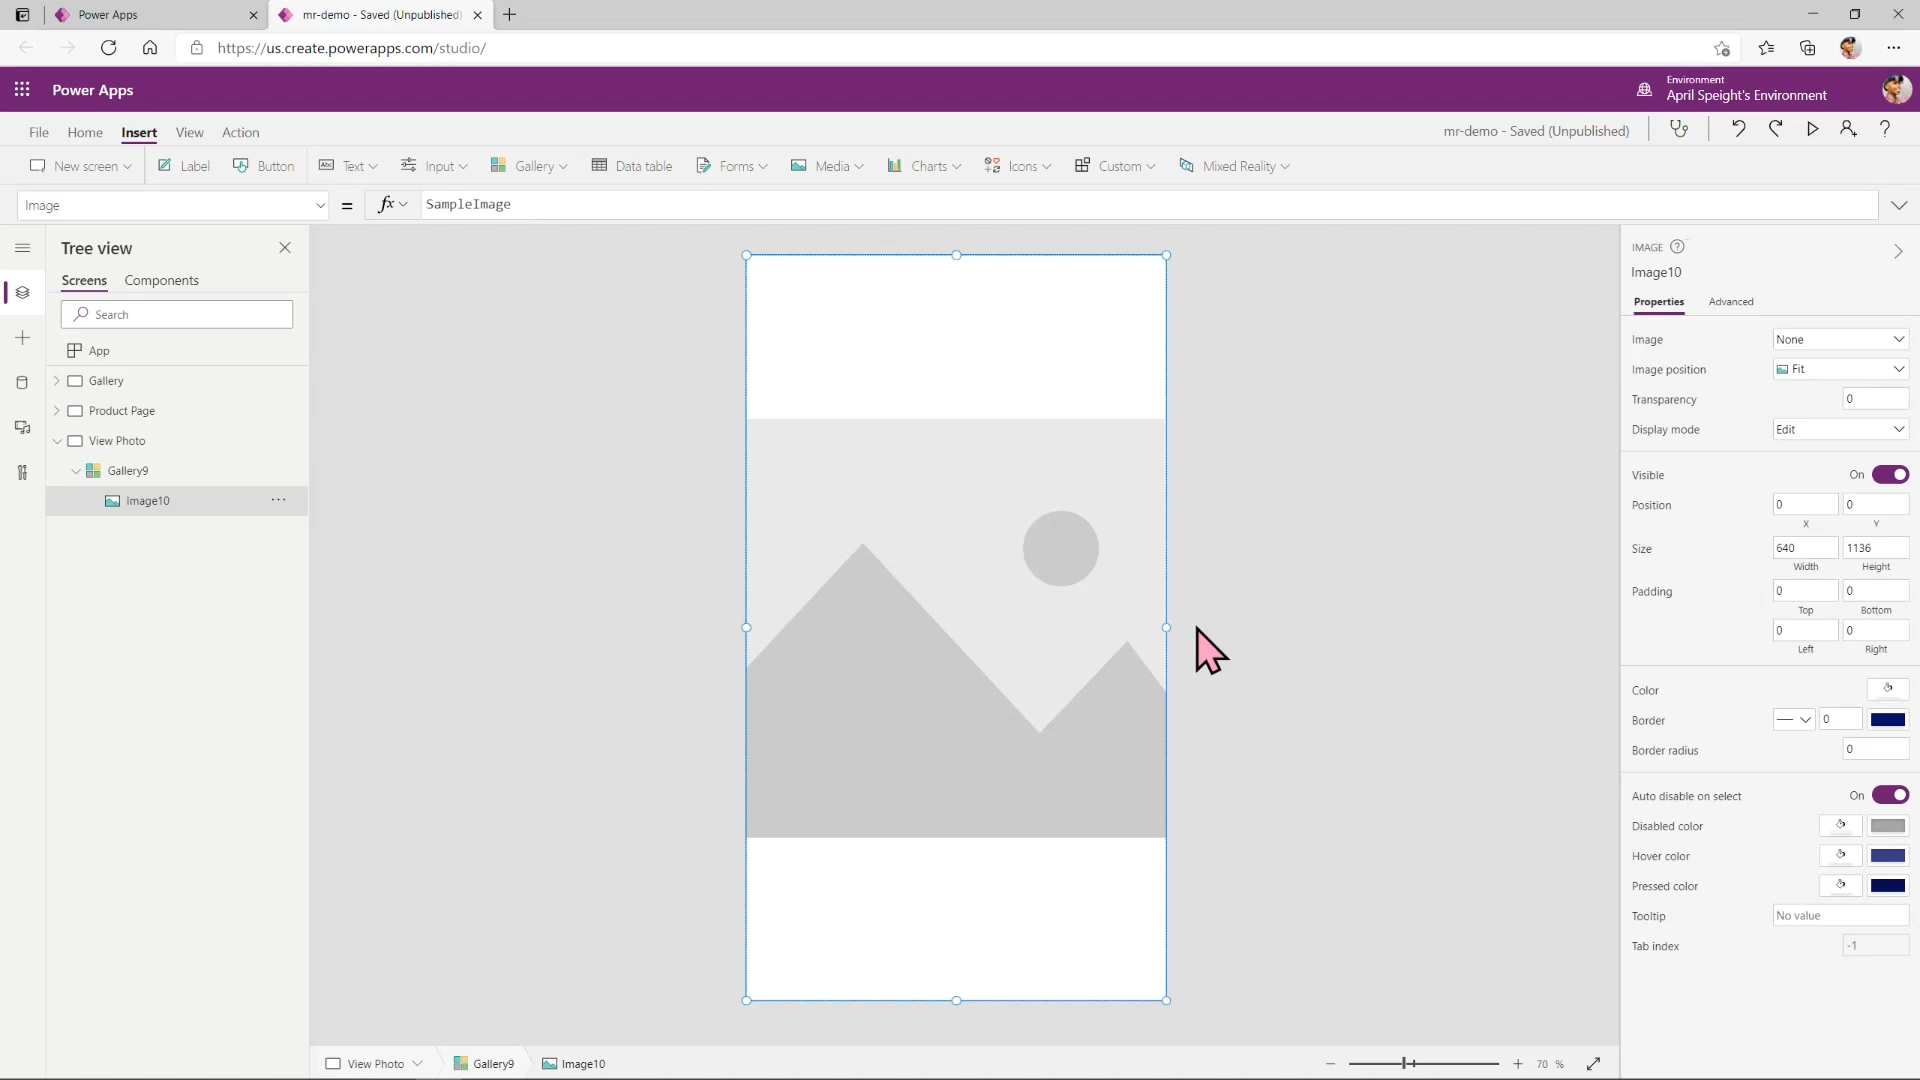 Power Apps
mr-demo - Saved (Unpublished)
https://us.create.powerapps.com/studio/
Power Apps
Environment
April Speight's Environment
File Home Insert View Action
mr-demo - Saved (Unpublished)
New screen Label Button Text Input Gallery Data table Forms Media Charts Icons Custom Mixed Reality
Image = fx SampleImage
Tree view
Screens Components
Search
App
Gallery
Product Page
View Photo
Gallery9
Image10
IMAGE
Image10
Properties Advanced
Image None
Image position Fit
Transparency 0
Display mode Edit
Visible On
Position 0 0
X Y
Size 640 1136
Width Height
Padding 0 0
Top Bottom
0 0
Left Right
Color
Border 0
Border radius 0
Auto disable on select On
Disabled color
Hover color
Pressed color
Tooltip No value
Tab index -1
View Photo Gallery9 Image10
70 %